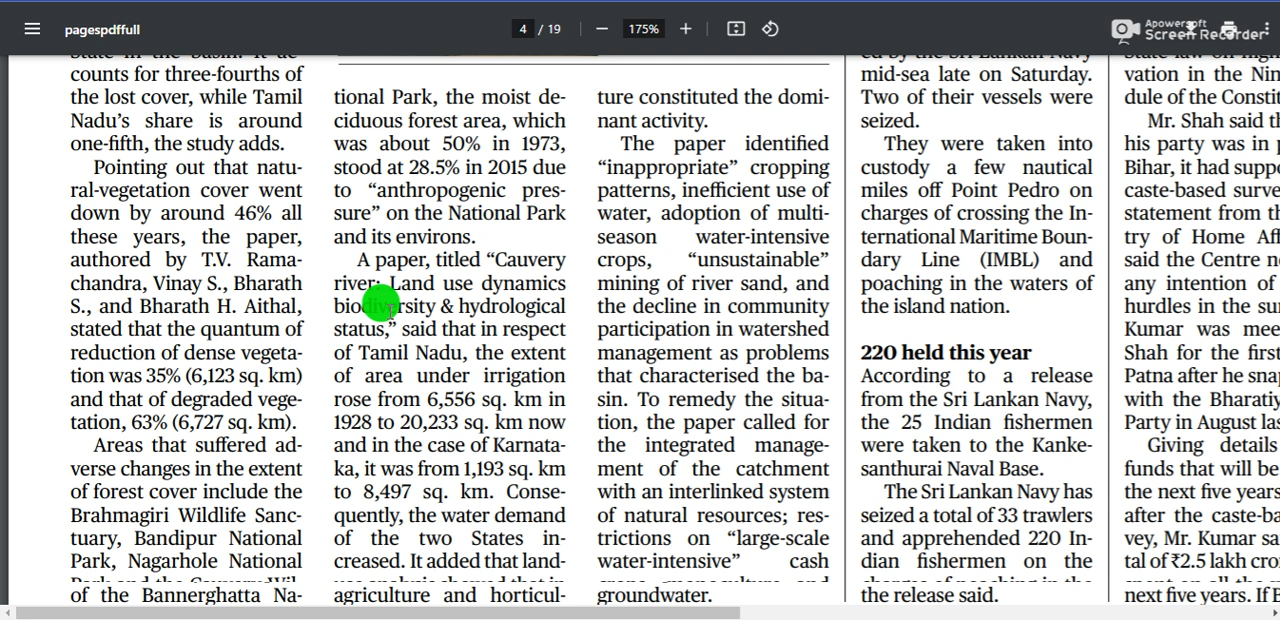 pagespdffull
4 / 19
175%
Apowersoft
Screen Recorder
State in the basin. It ac-
counts for three-fourths of
the lost cover, while Tamil
Nadu's share is around
one-fifth, the study adds.
Pointing out that natu-
ral-vegetation cover went
down by around 46% all
these years, the paper,
authored by T.V. Rama-
chandra, Vinay S., Bharath
S., and Bharath H. Aithal,
stated that the quantum of
reduction of dense vegeta-
tion was 35% (6,123 sq. km)
and that of degraded vege-
tation, 63% (6,727 sq. km).
Areas that suffered ad-
verse changes in the extent
of forest cover include the
Brahmagiri Wildlife Sanc-
tuary, Bandipur National
Park, Nagarhole National
of the Bannerghatta Na-
tional Park, the moist de-
ciduous forest area, which
was about 50% in 1973,
stood at 28.5% in 2015 due
to “anthropogenic pres-
sure” on the National Park
and its environs.
A paper, titled “Cauvery
river: Land use dynamics
biodiversity & hydrological
status,” said that in respect
of Tamil Nadu, the extent
of area under irrigation
rose from 6,556 sq. km in
1928 to 20,233 sq. km now
and in the case of Karnata-
ka, it was from 1,193 sq. km
to 8,497 sq. km. Conse-
quently, the water demand
of the two States in-
creased. It added that land-
agriculture and horticul-
ture constituted the domi-
nant activity.
The paper identified
“inappropriate” cropping
patterns, inefficient use of
water, adoption of multi-
season water-intensive
crops, “unsustainable”
mining of river sand, and
the decline in community
participation in watershed
management as problems
that characterised the ba-
sin. To remedy the situa-
tion, the paper called for
the integrated manage-
ment of the catchment
with an interlinked system
of natural resources; res-
trictions on “large-scale
water-intensive” cash
groundwater.
ed by the Sri Lankan Navy
mid-sea late on Saturday.
Two of their vessels were
seized.
They were taken into
custody a few nautical
miles off Point Pedro on
charges of crossing the In-
ternational Maritime Boun-
dary Line (IMBL) and
poaching in the waters of
the island nation.
220 held this year
According to a release
from the Sri Lankan Navy,
the 25 Indian fishermen
were taken to the Kanke-
santhurai Naval Base.
The Sri Lankan Navy has
seized a total of 33 trawlers
and apprehended 220 In-
dian fishermen on the
the release said.
vation in the Nin
dule of the Constit
Mr. Shah said th
his party was in p
Bihar, it had suppo
caste-based surve
statement from th
try of Home Aff
said the Centre ne
any intention of
hurdles in the su
Kumar was mee
Shah for the first
Patna after he snap
with the Bharatiy
Party in August las
Giving details
funds that will be
the next five years
after the caste-ba
vey, Mr. Kumar sa
tal of ₹2.5 lakh cro
next five years. If B